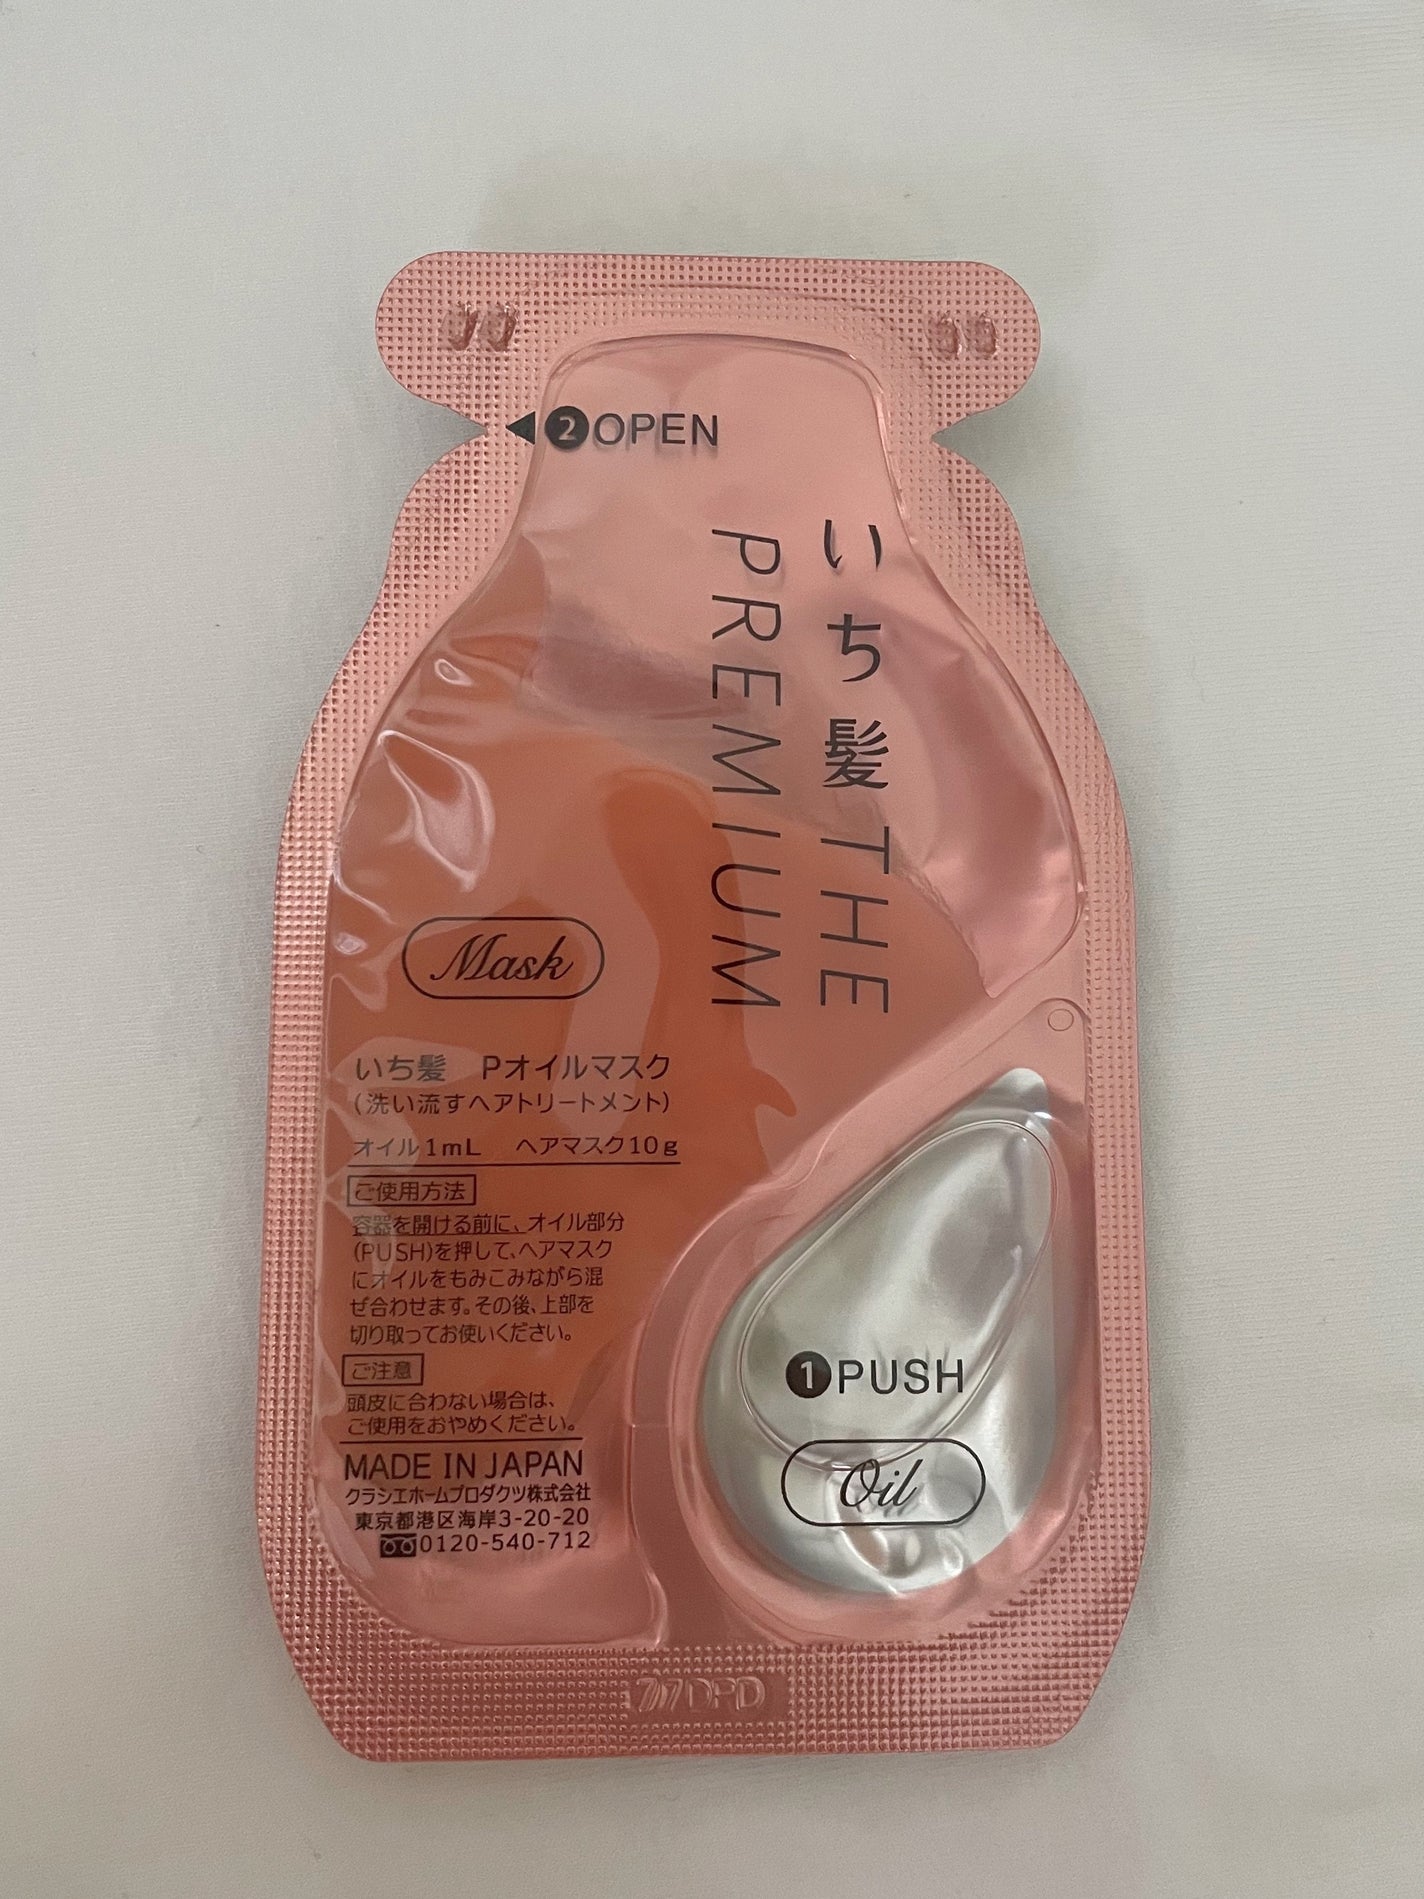 ❷OPEN
いち髪 THE
PREMIUM
Mask
いち髪　Pオイルマスク
(洗い流すヘアトリートメント)
オイル1mL　ヘアマスク10g
ご使用方法
容器を開ける前に、オイル部分
(PUSH)を押して、ヘアマスク
にオイルをもみこみながら混
ぜ合わせます。その後、上部を
切り取ってお使いください。
ご注意
頭皮に合わない場合は、
ご使用をおやめください。
MADE IN JAPAN
クラシエホームプロダクツ株式会社
東京都港区海岸3-20-20
0120-540-712
❶PUSH
Oil